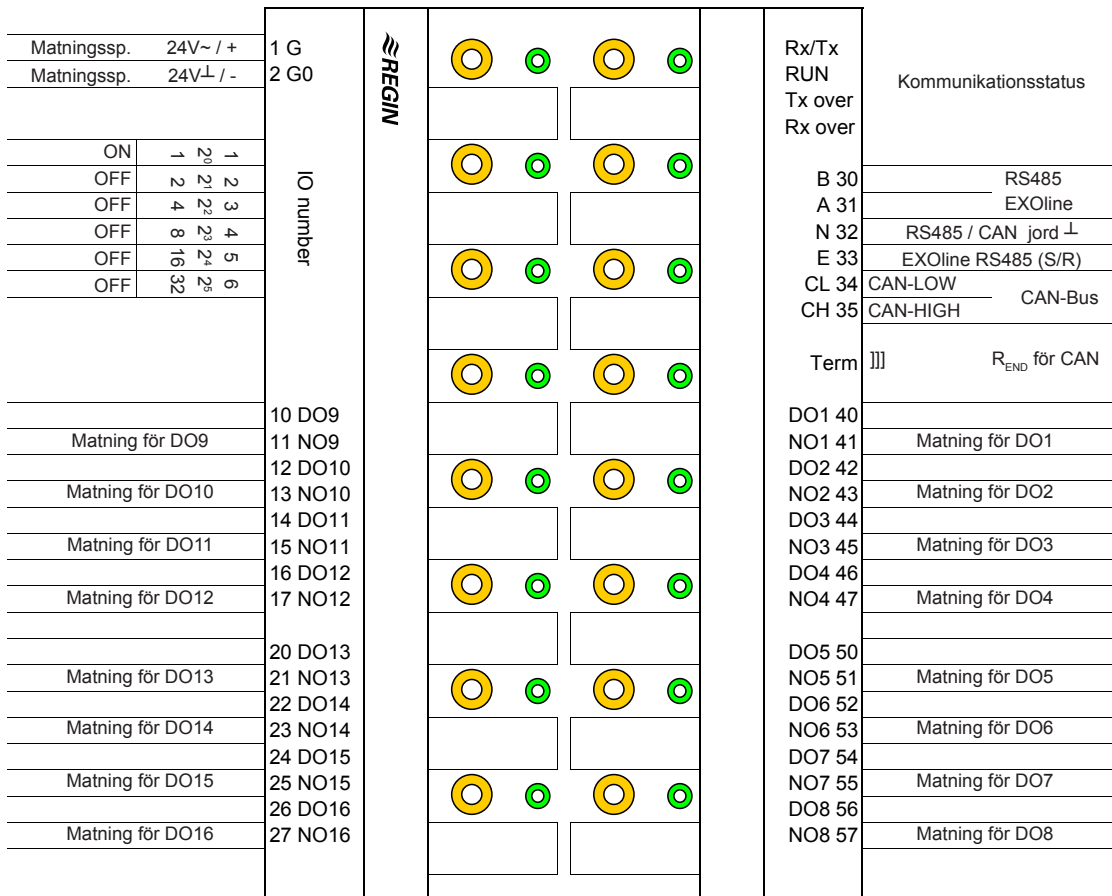 Matningssp. 24V~ / + 1 G
Matningssp. 24V┴ / - 2 G0
REGIN
Rx/Tx
RUN
Tx over
Rx over
Kommunikationsstatus
ON 1 2⁰ 1
OFF 2 2¹ 2
OFF 4 2² 3
OFF 8 2³ 4
OFF 16 2⁴ 5
OFF 32 2⁵ 6
IO number
B 30 RS485
A 31 EXOline
N 32 RS485 / CAN jord ┴
E 33 EXOline RS485 (S/R)
CL 34 CAN-LOW
CH 35 CAN-HIGH
CAN-Bus
Term ]]] R_END för CAN
10 DO9
Matning för DO9 11 NO9
12 DO10
Matning för DO10 13 NO10
14 DO11
Matning för DO11 15 NO11
16 DO12
Matning för DO12 17 NO12
20 DO13
Matning för DO13 21 NO13
22 DO14
Matning för DO14 23 NO14
24 DO15
Matning för DO15 25 NO15
26 DO16
Matning för DO16 27 NO16
DO1 40
NO1 41 Matning för DO1
DO2 42
NO2 43 Matning för DO2
DO3 44
NO3 45 Matning för DO3
DO4 46
NO4 47 Matning för DO4
DO5 50
NO5 51 Matning för DO5
DO6 52
NO6 53 Matning för DO6
DO7 54
NO7 55 Matning för DO7
DO8 56
NO8 57 Matning för DO8